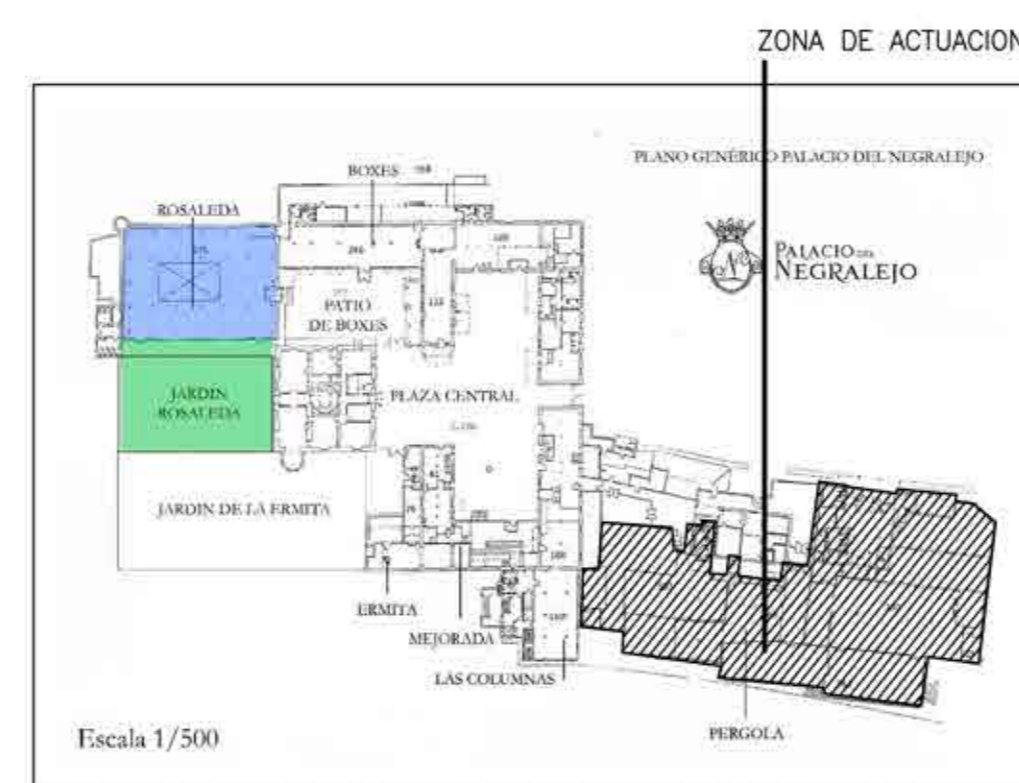 ZONA DE ACTUACION
PLANO GENÉRICO PALACIO DEL NEGRALEJO
BOXES
ROSALEDA
PALACIO DEL
NEGRALEJO
PATIO
DE BOXES
JARDIN
ROSALEDA
PLAZA CENTRAL
JARDIN DE LA ERMITA
ERMITA
MEJORADA
LAS COLUMNAS
PERGOLA
Escala 1/500